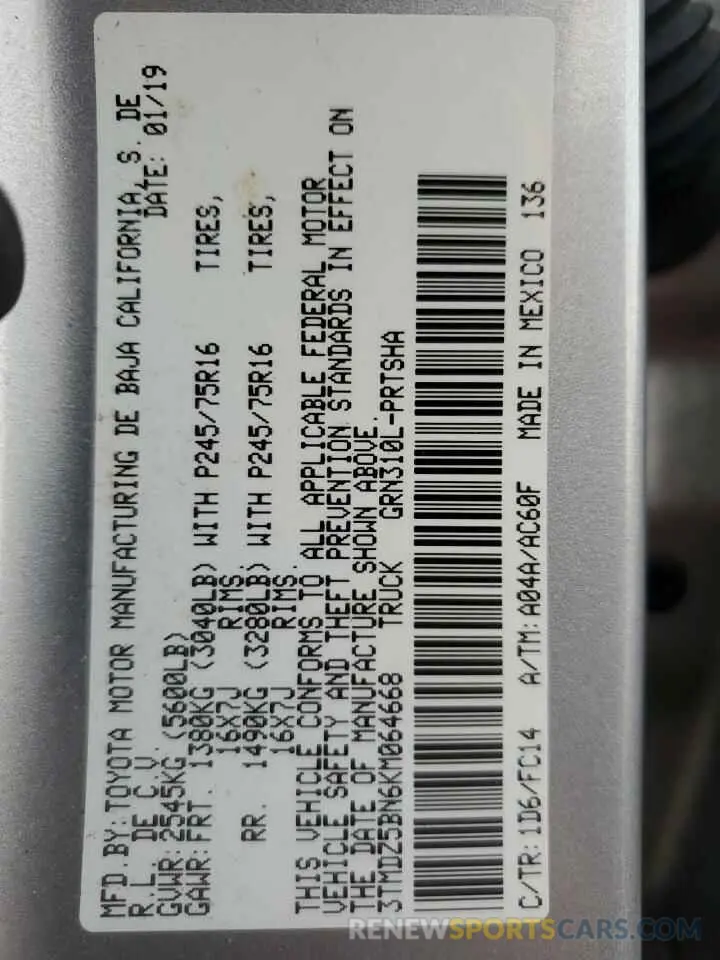 MFD.BY:TOYOTA MOTOR MANUFACTURING DE BAJA CALIFORNIA, S. DE
R.L. DE C.V. DATE: 01/19
GVWR:2545KG (5600LB)
GAWR:FRT. 1380KG (3040LB) WITH P245/75R16 TIRES,
16X7J RIMS.
RR. 1490KG (3280LB) WITH P245/75R16 TIRES,
16X7J RIMS.
THIS VEHICLE CONFORMS TO ALL APPLICABLE FEDERAL MOTOR
VEHICLE SAFETY AND THEFT PREVENTION STANDARDS IN EFFECT ON
THE DATE OF MANUFACTURE SHOWN ABOVE.
3TMDZ5BN6KM064668 TRUCK GRN310L-PRTSHA
C/TR:1D6/FC14 A/TM:A04A/AC60F MADE IN MEXICO 136
RENEWSPORTSCARS.COM